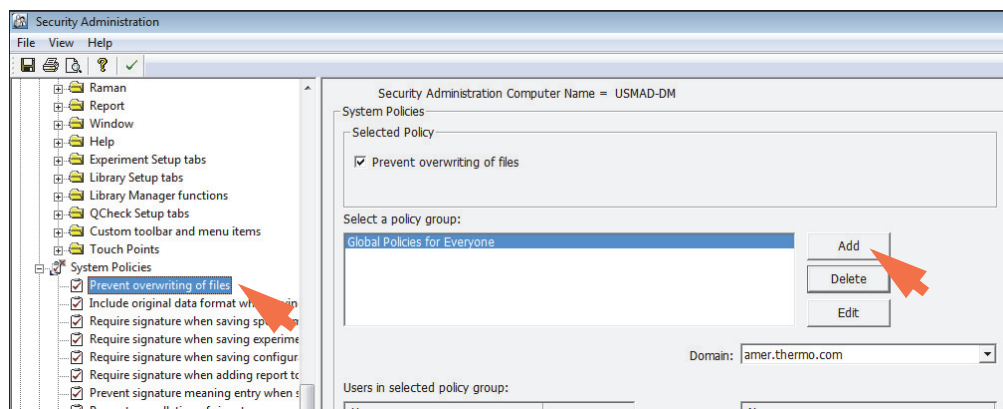 Security Administration
File View Help
Raman
Report
Window
Help
Experiment Setup tabs
Library Setup tabs
Library Manager functions
QCheck Setup tabs
Custom toolbar and menu items
Touch Points
System Policies
Prevent overwriting of files
Include original data format
Require signature when saving
Require signature when saving
Require signature when saving
Require signature when adding report
Prevent signature meaning entry when
Security Administration Computer Name = USMAD-DM
System Policies
Selected Policy
Prevent overwriting of files
Select a policy group:
Global Policies for Everyone
Add
Delete
Edit
Domain: amer.thermo.com
Users in selected policy group: